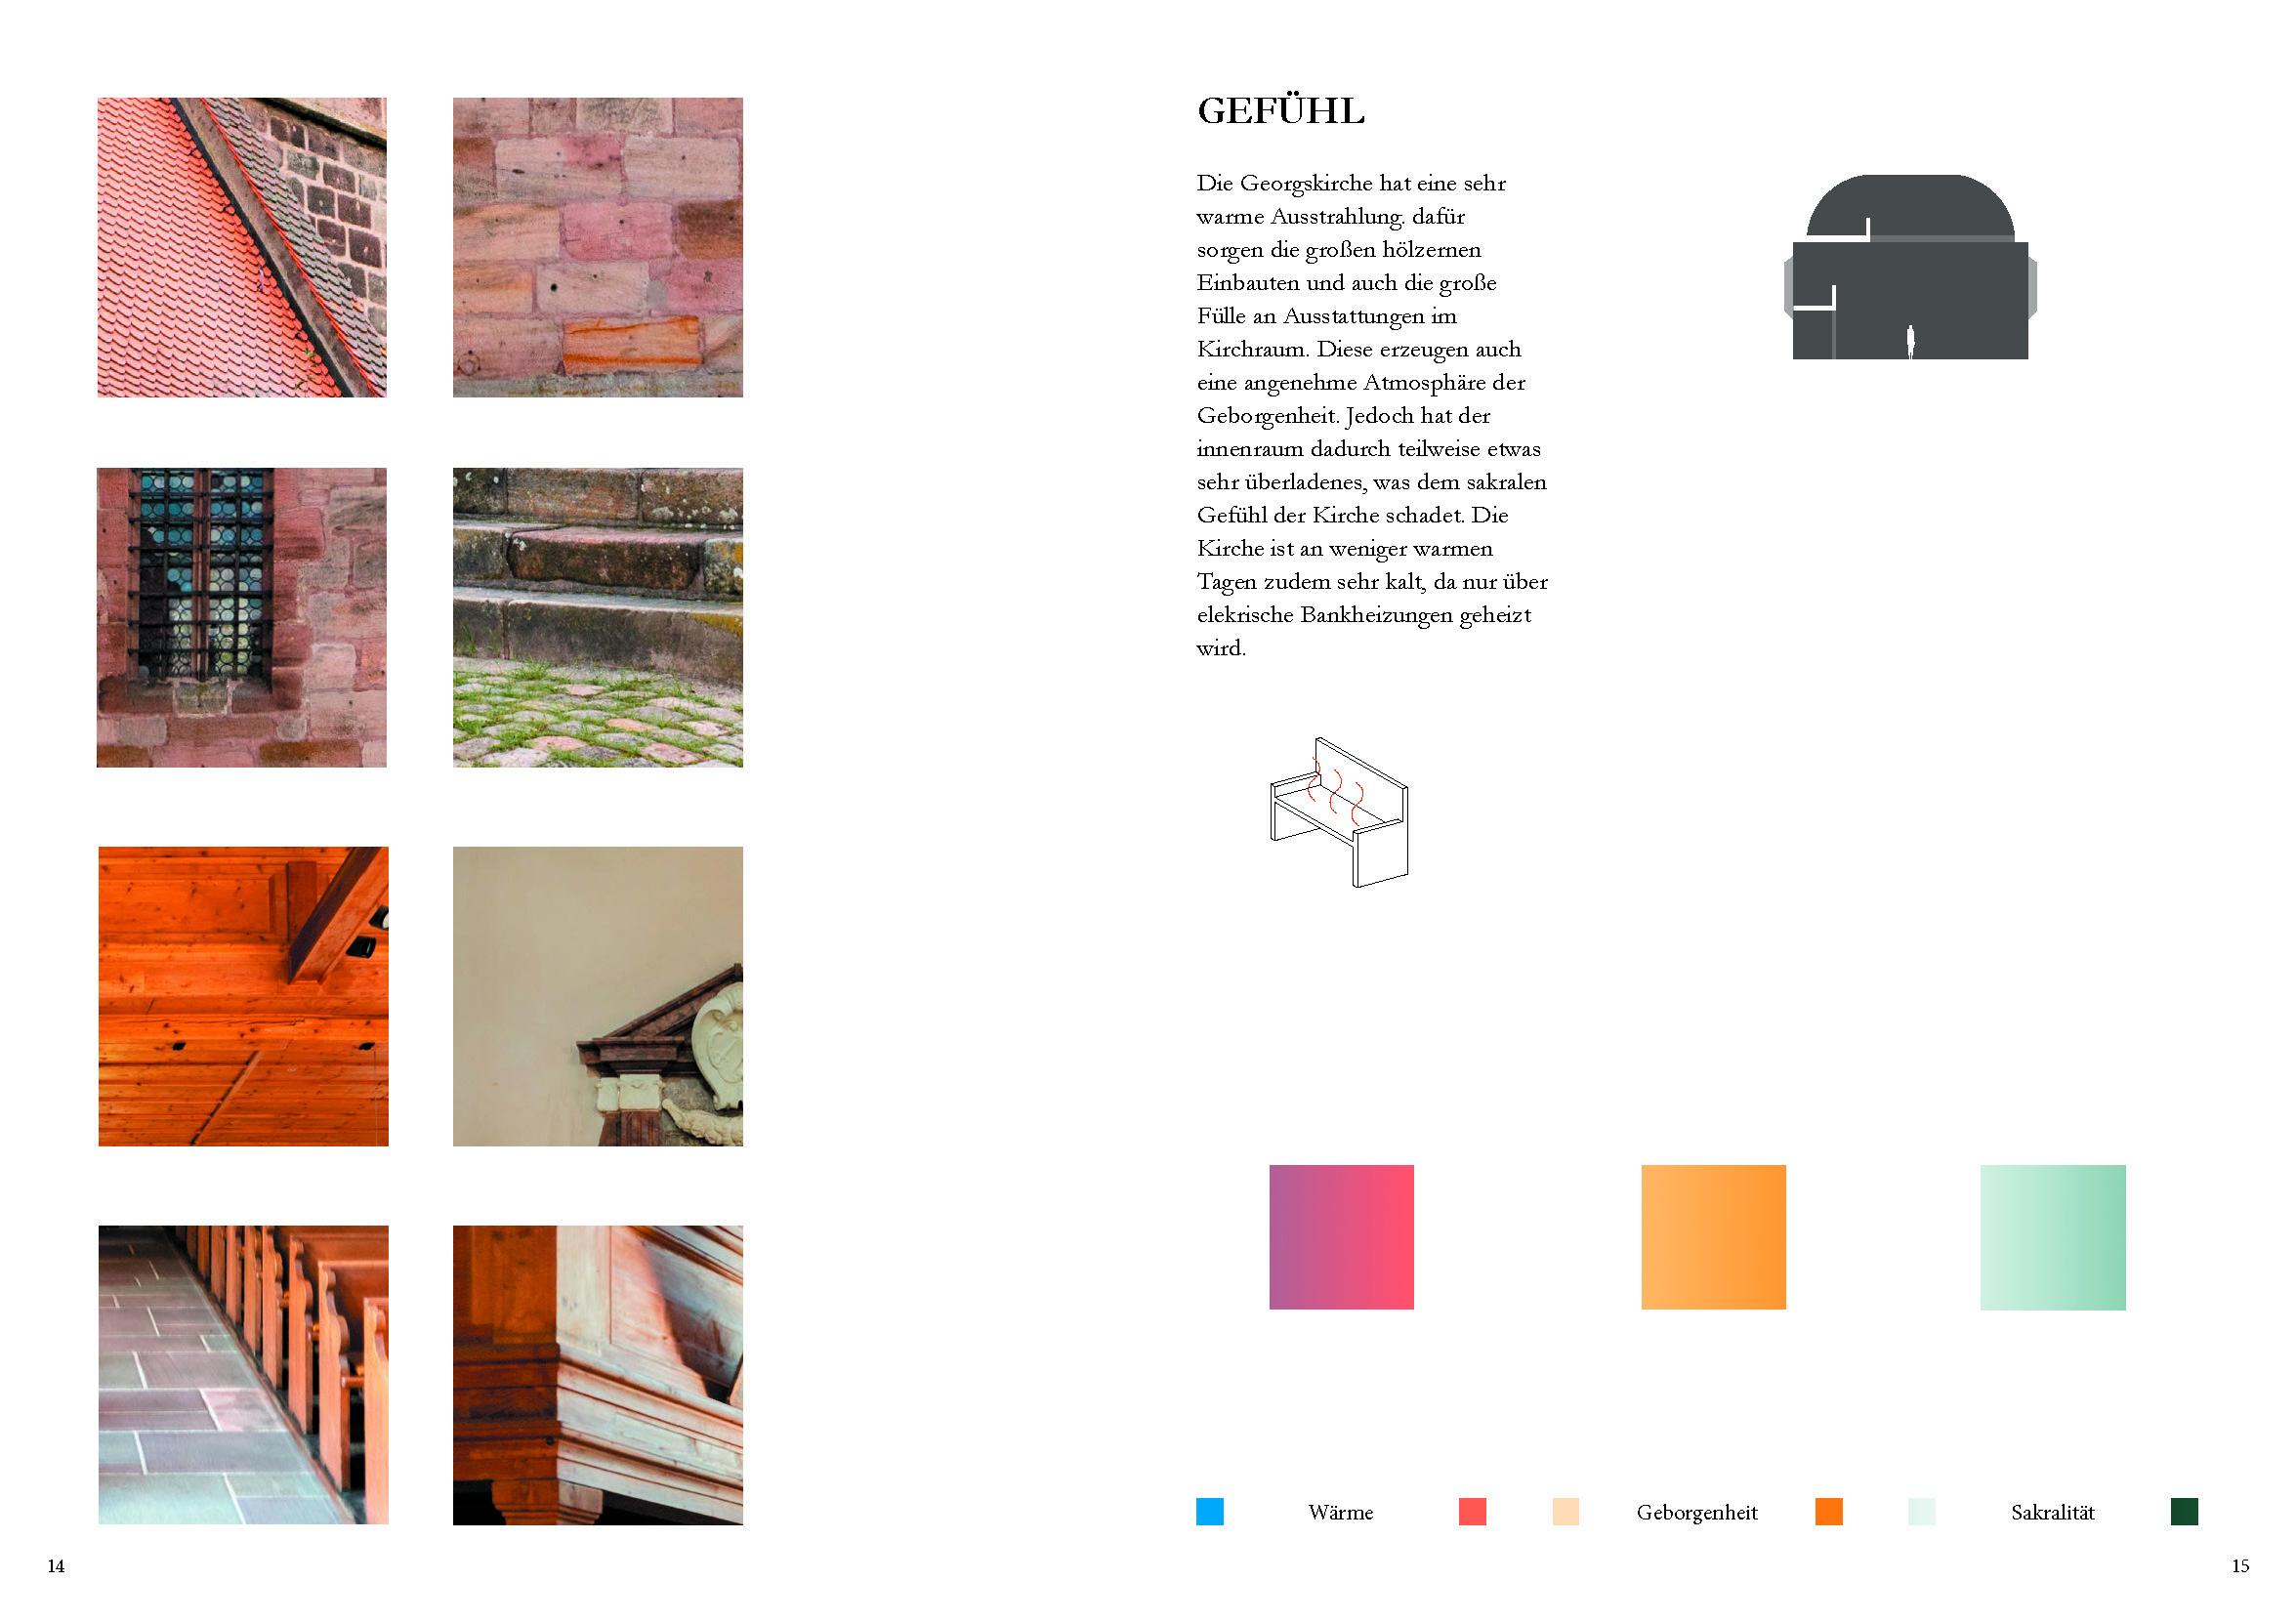 GEFÜHL
Die Georgskirche hat eine sehr
warme Ausstrahlung. dafür
sorgen die großen hölzernen
Einbauten und auch die große
Fülle an Ausstattungen im
Kirchraum. Diese erzeugen auch
eine angenehme Atmosphäre der
Geborgenheit. Jedoch hat der
innenraum dadurch teilweise etwas
sehr überladenes, was dem sakralen
Gefühl der Kirche schadet. Die
Kirche ist an weniger warmen
Tagen zudem sehr kalt, da nur über
elekrische Bankheizungen geheizt
wird.
Wärme
Geborgenheit
Sakralität
14
15